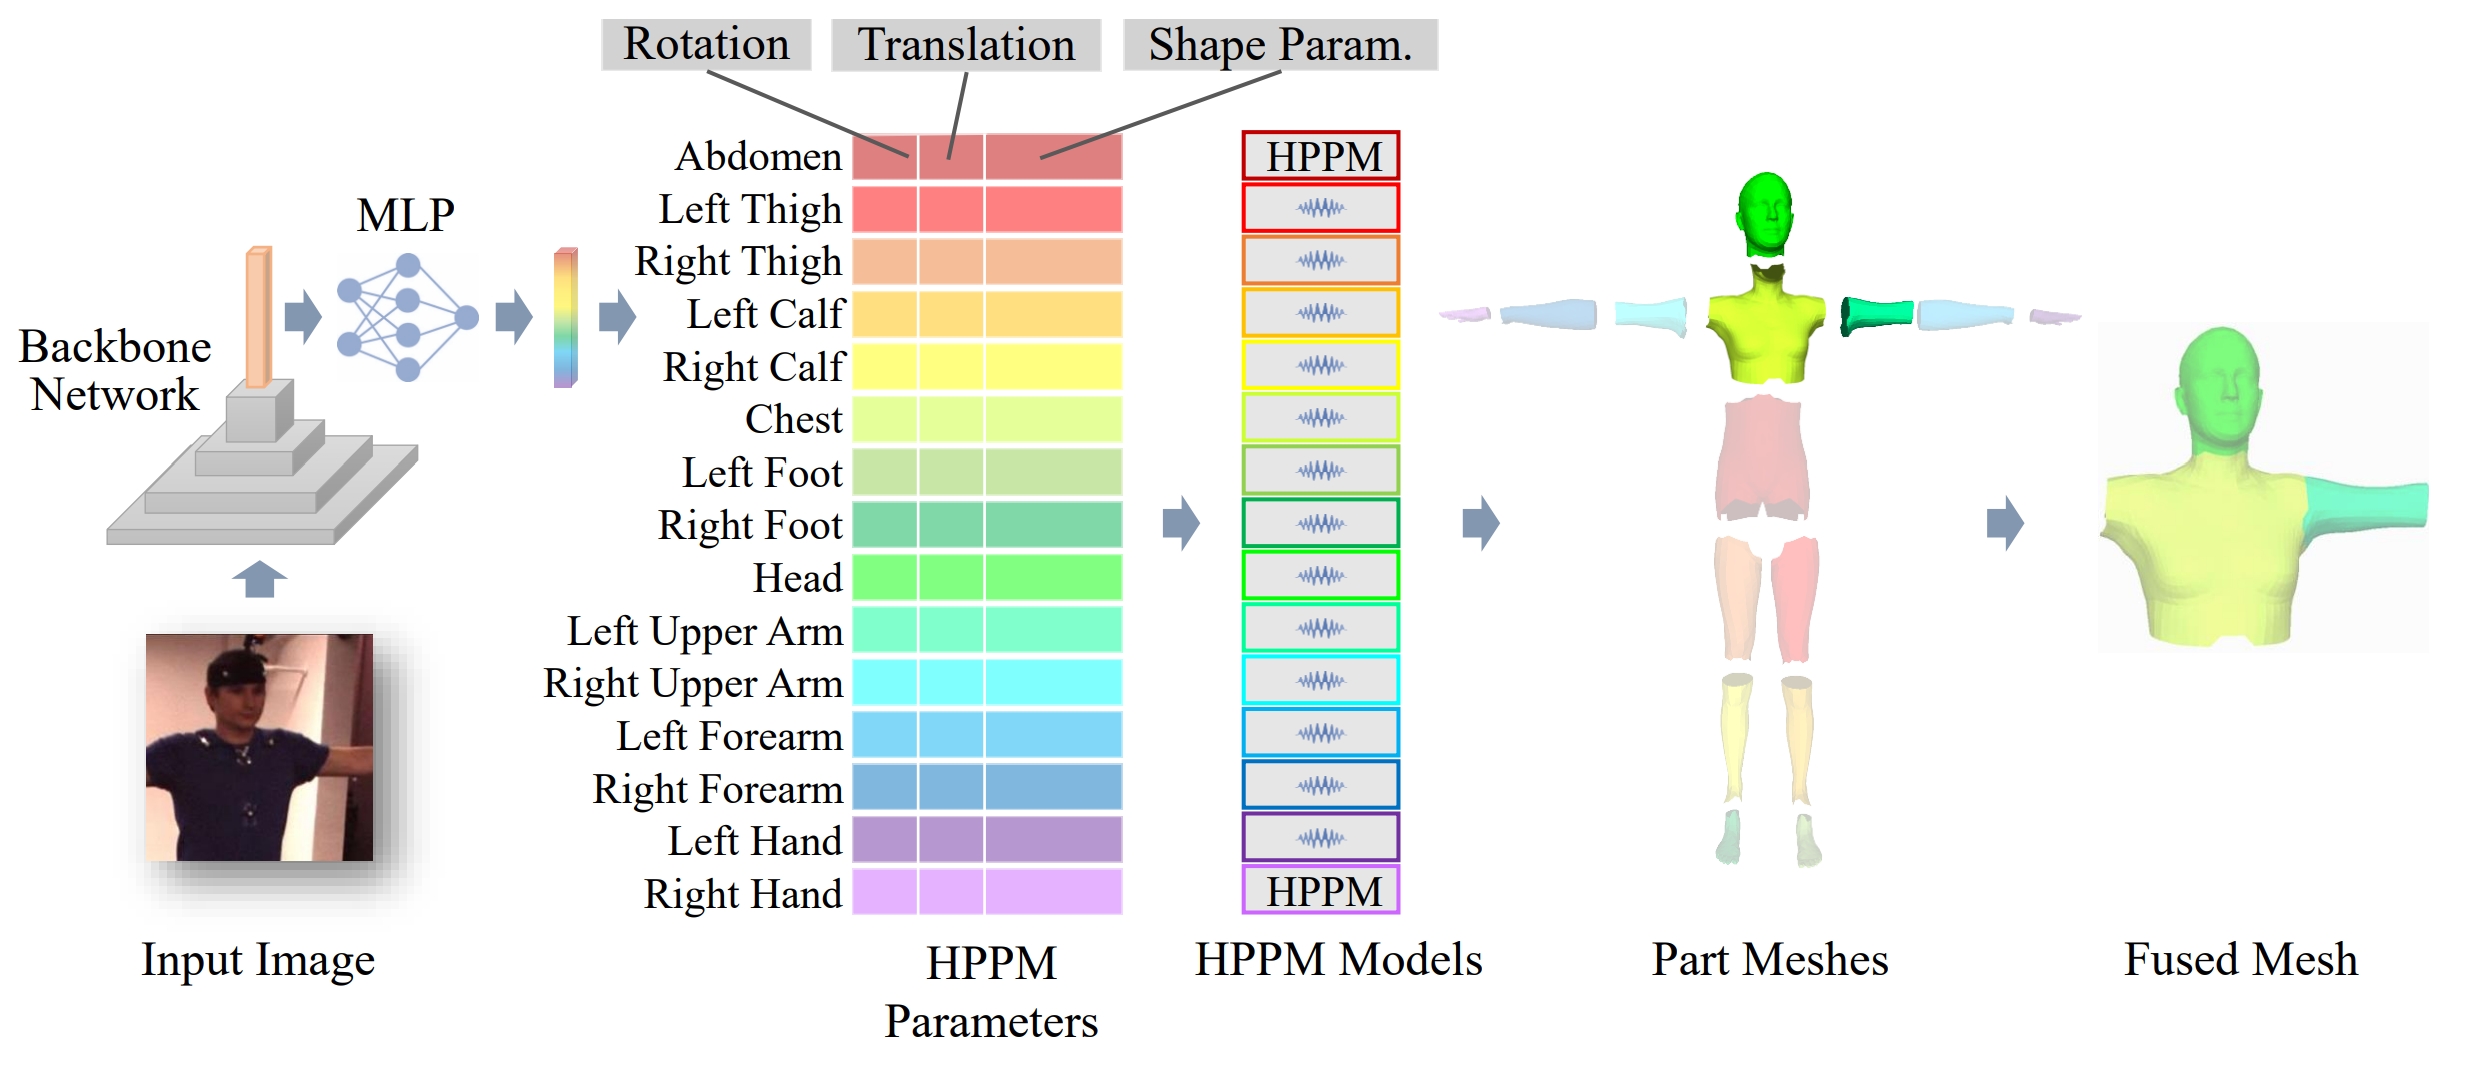 Rotation
Translation
Shape Param.
Backbone
Network
MLP
Abdomen
Left Thigh
Right Thigh
Left Calf
Right Calf
Chest
Left Foot
Right Foot
Head
Left Upper Arm
Right Upper Arm
Left Forearm
Right Forearm
Left Hand
Right Hand
HPPM
HPPM
Input Image
HPPM
Parameters
HPPM Models
Part Meshes
Fused Mesh